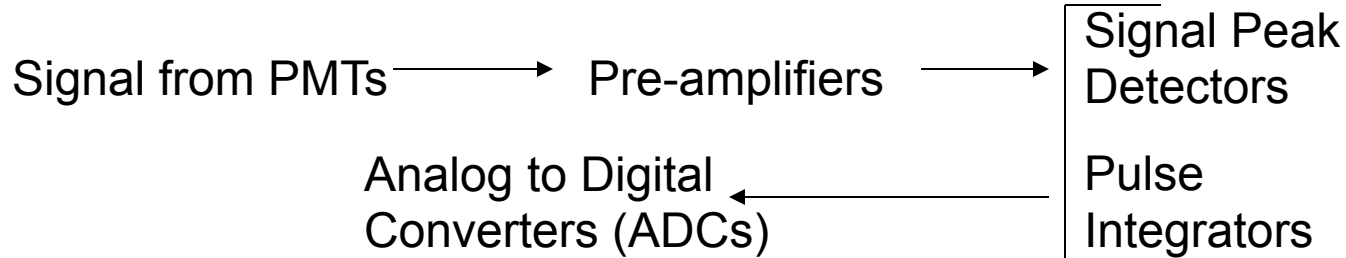 Signal from PMTs
Pre-amplifiers
Signal Peak
Detectors
Pulse
Integrators
Analog to Digital
Converters (ADCs)